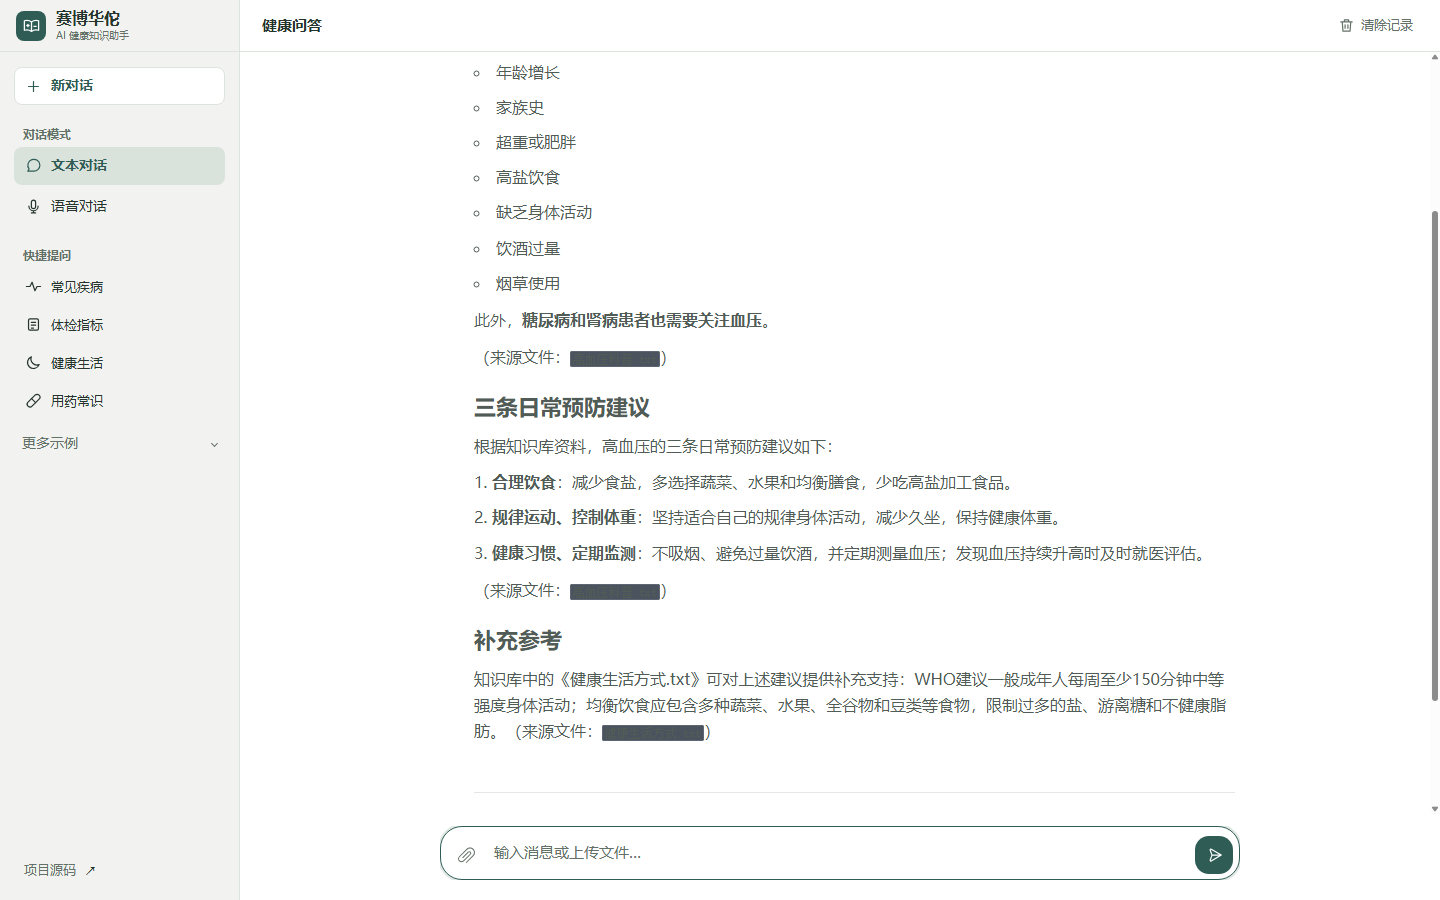 赛博华佗
AI 健康知识助手
新对话
对话模式
文本对话
语音对话
快捷提问
常见疾病
体检指标
健康生活
用药常识
更多示例
项目源码
健康问答
清除记录
年龄增长
家族史
超重或肥胖
高盐饮食
缺乏身体活动
饮酒过量
烟草使用
此外，糖尿病和肾病患者也需要关注血压。
（来源文件：）
三条日常预防建议
根据知识库资料，高血压的三条日常预防建议如下：
1. 合理饮食：减少食盐，多选择蔬菜、水果和均衡膳食，少吃高盐加工食品。
2. 规律运动、控制体重：坚持适合自己的规律身体活动，减少久坐，保持健康体重。
3. 健康习惯、定期监测：不吸烟、避免过量饮酒，并定期测量血压；发现血压持续升高时及时就医评估。
（来源文件：）
补充参考
知识库中的《健康生活方式.txt》可对上述建议提供补充支持：WHO建议一般成年人每周至少150分钟中等
强度身体活动；均衡饮食应包含多种蔬菜、水果、全谷物和豆类等食物，限制过多的盐、游离糖和不健康脂
肪。（来源文件：）
输入消息或上传文件...